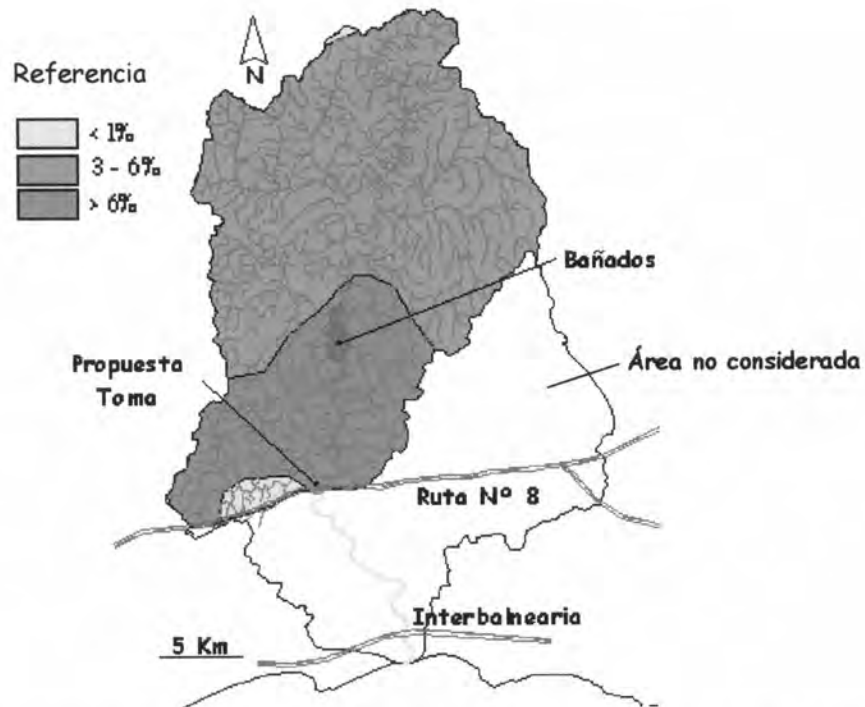 N
Referencia
< 1‰
3 - 6‰
> 6‰
Bañados
Propuesta
Toma
Área no considerada
Ruta Nº 8
Interbalnearia
5 Km